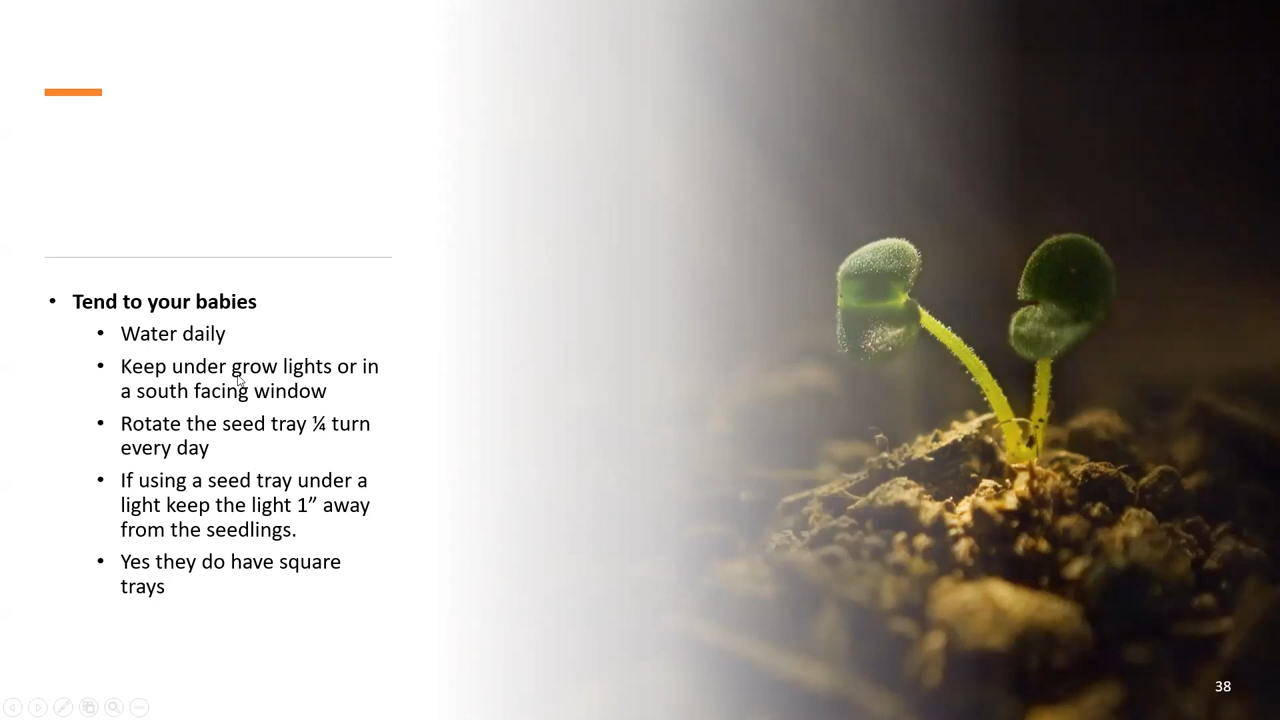 • Tend to your babies
• Water daily
• Keep under grow lights or in
a south facing window
• Rotate the seed tray ¼ turn
every day
• If using a seed tray under a
light keep the light 1” away
from the seedlings.
• Yes they do have square
trays
38